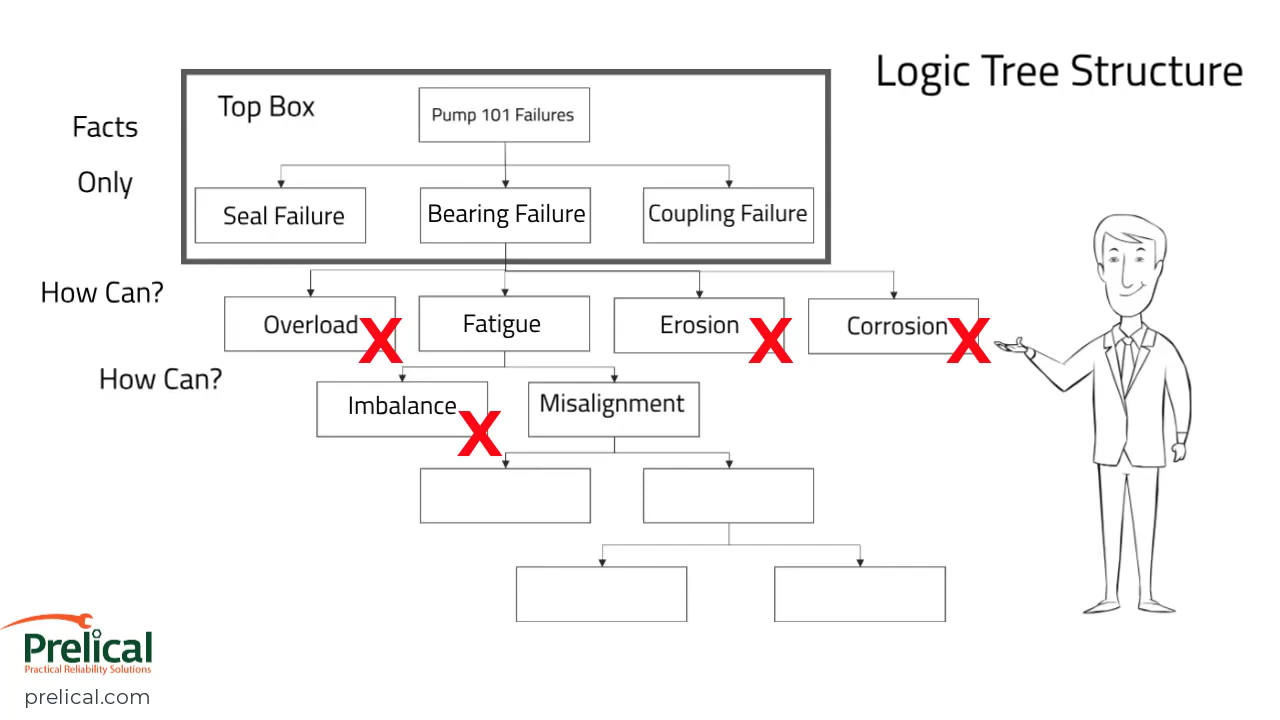 Logic Tree Structure
Top Box
Facts
Only
Pump 101 Failures
Seal Failure
Bearing Failure
Coupling Failure
How Can?
Overload
X
Fatigue
Erosion
X
Corrosion
X
How Can?
Imbalance
X
Misalignment
Prelical
Practical Reliability Solutions
prelical.com